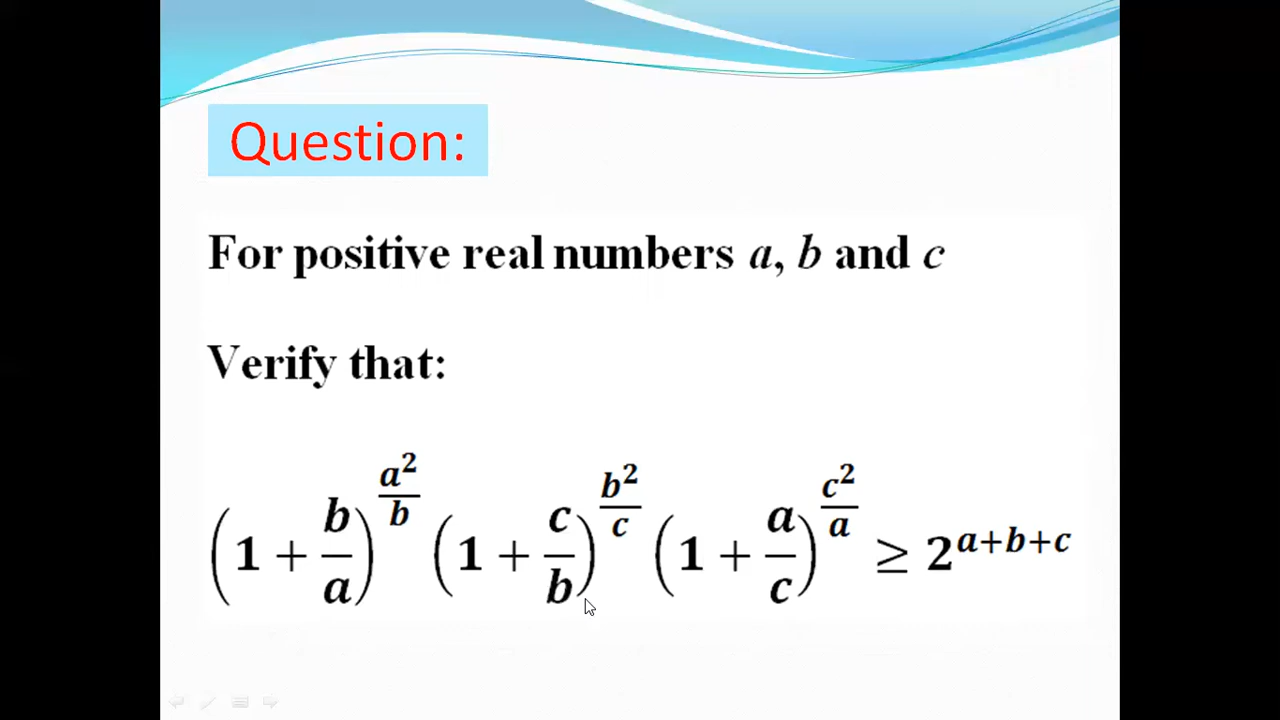 Question:
For positive real numbers a, b and c
Verify that:
(1 + b/a)^(a²/b) (1 + c/b)^(b²/c) (1 + a/c)^(c²/a) ≥ 2^(a+b+c)